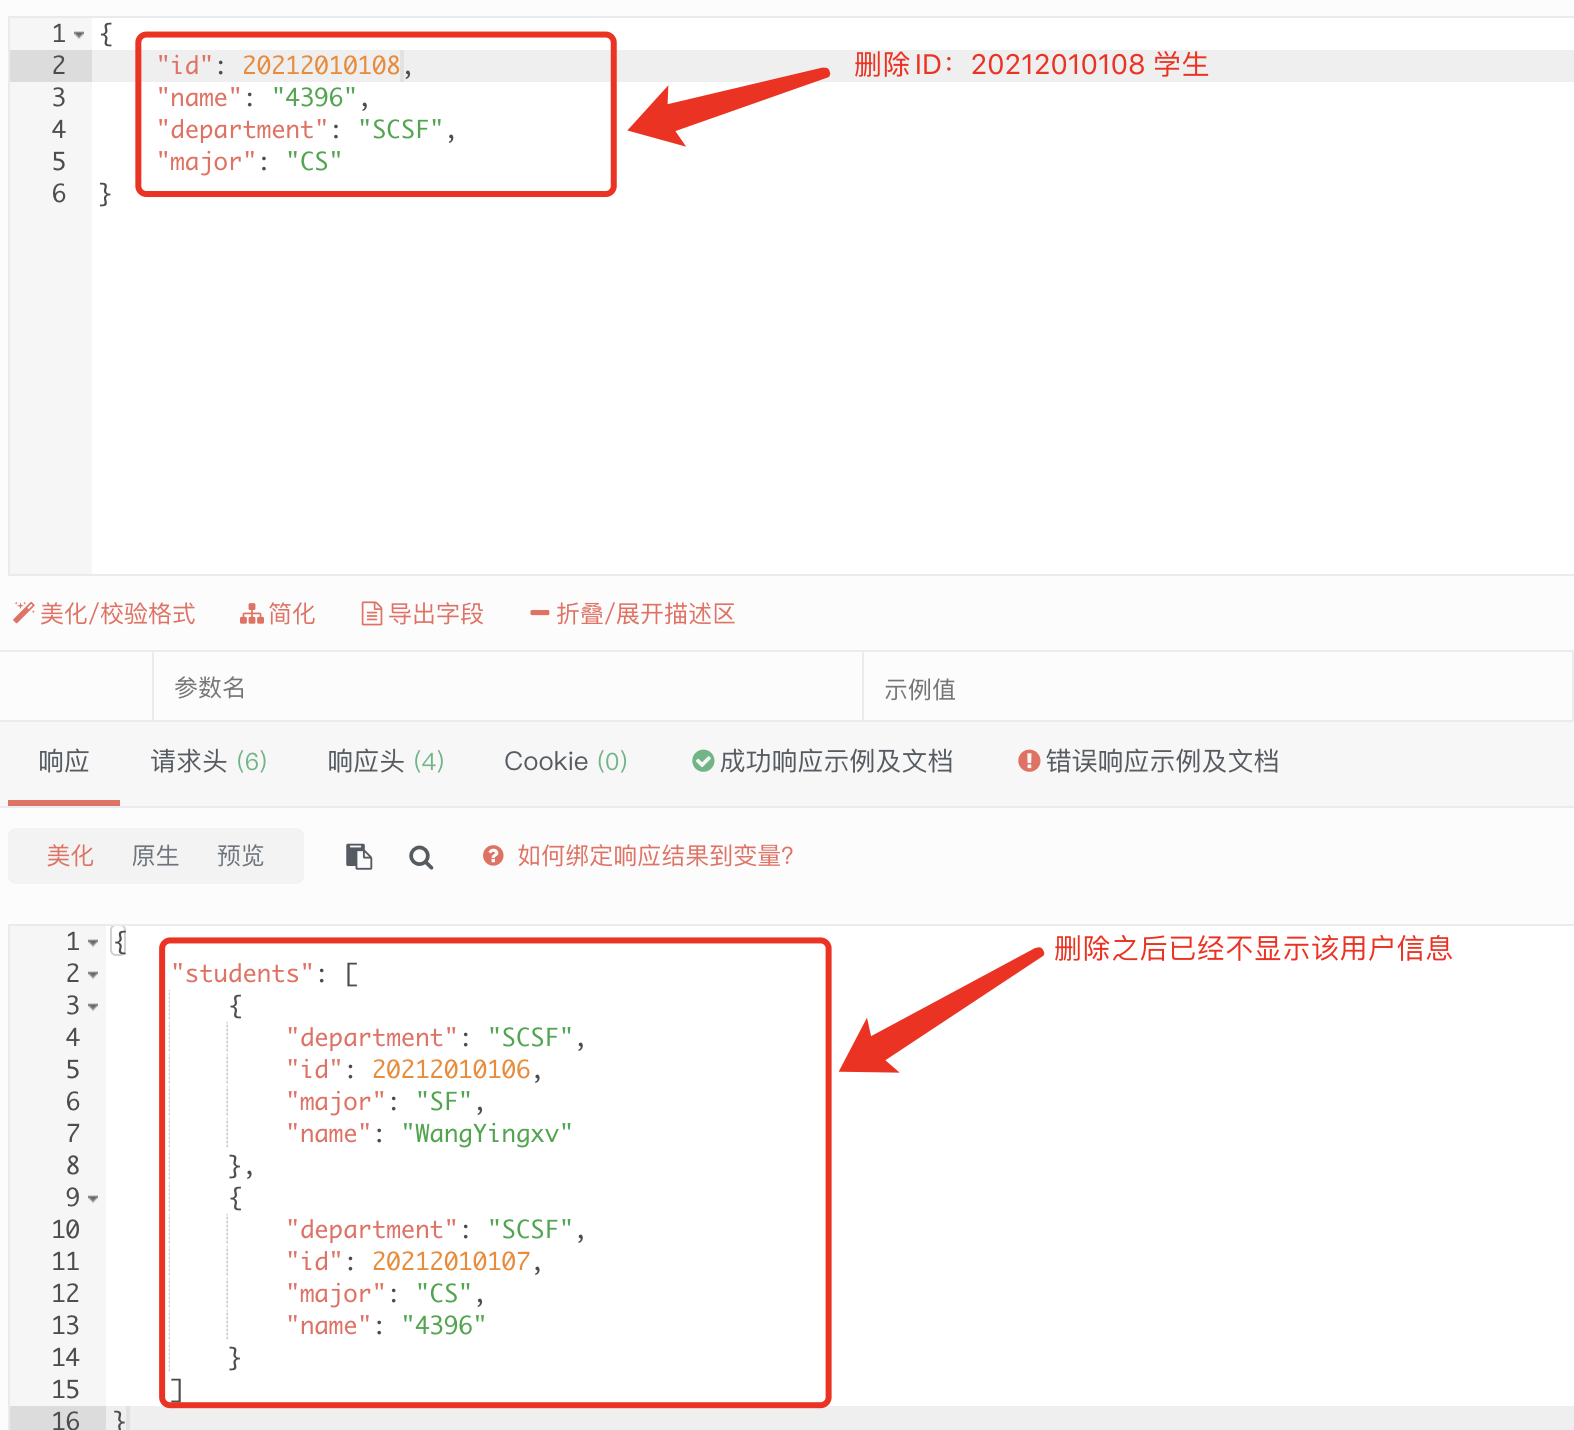 1 {
2 "id": 20212010108,
删除ID：20212010108 学生
3 "name": "4396",
4 "department": "SCSF",
5 "major": "CS"
6 }
美化/校验格式 简化 导出字段 折叠/展开描述区
参数名 示例值
响应 请求头 (6) 响应头 (4) Cookie (0) 成功响应示例及文档 错误响应示例及文档
美化 原生 预览 如何绑定响应结果到变量?
1 {
删除之后已经不显示该用户信息
2 "students": [
3 {
4 "department": "SCSF",
5 "id": 20212010106,
6 "major": "SF",
7 "name": "WangYingxv"
8 },
9 {
10 "department": "SCSF",
11 "id": 20212010107,
12 "major": "CS",
13 "name": "4396"
14 }
15 ]
16 }